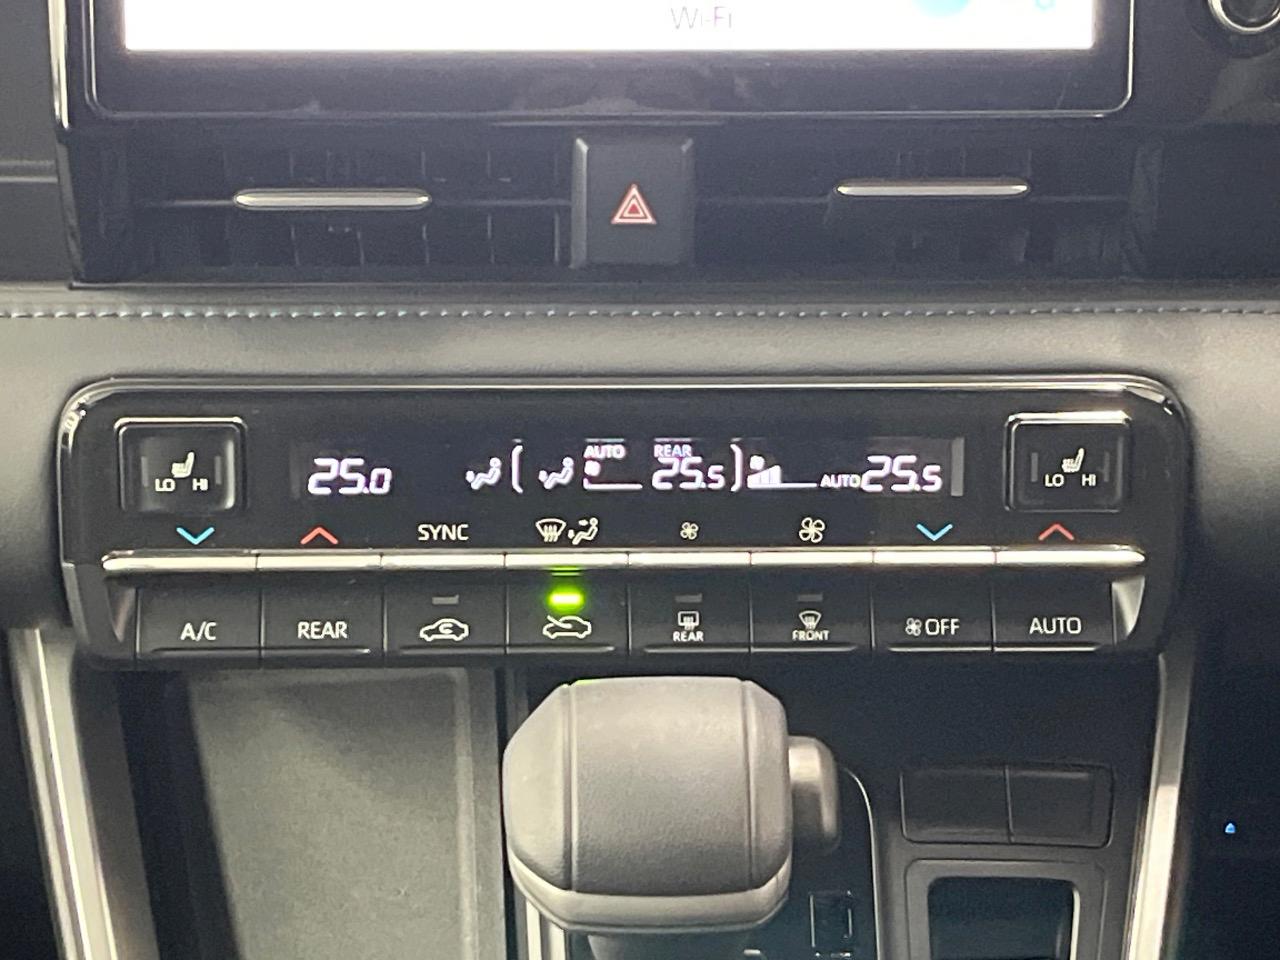 Wi-Fi
LO HI
25.0
AUTO
REAR
25.5
AUTO 25.5
LO HI
SYNC
A/C
REAR
REAR
FRONT
OFF
AUTO